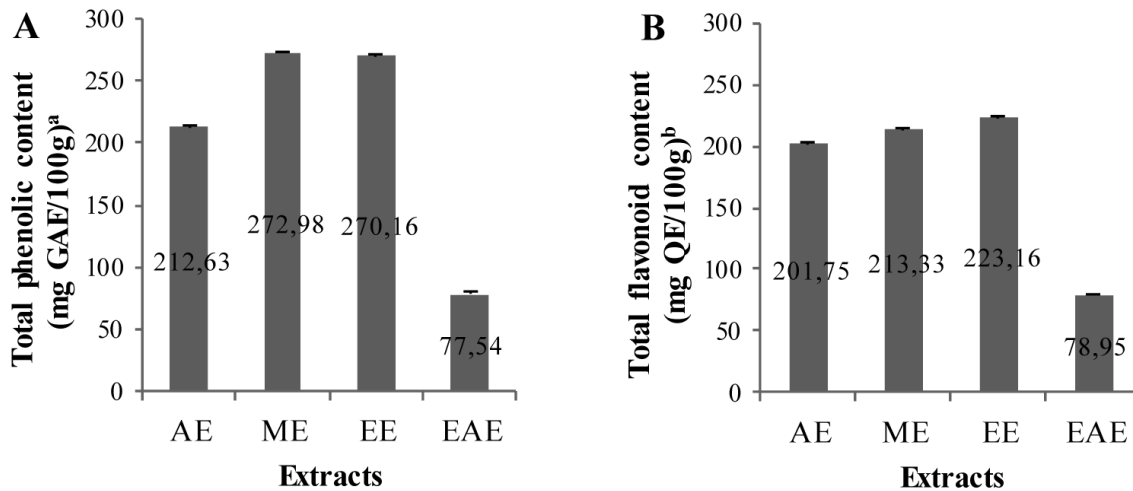 A
Total phenolic content
(mg GAE/100g)a
300
250
200
150
100
50
0
212,63
272,98
270,16
77,54
AE ME EE EAE
Extracts
B
Total flavonoid content
(mg QE/100g)b
300
250
200
150
100
50
0
201,75
213,33
223,16
78,95
AE ME EE EAE
Extracts